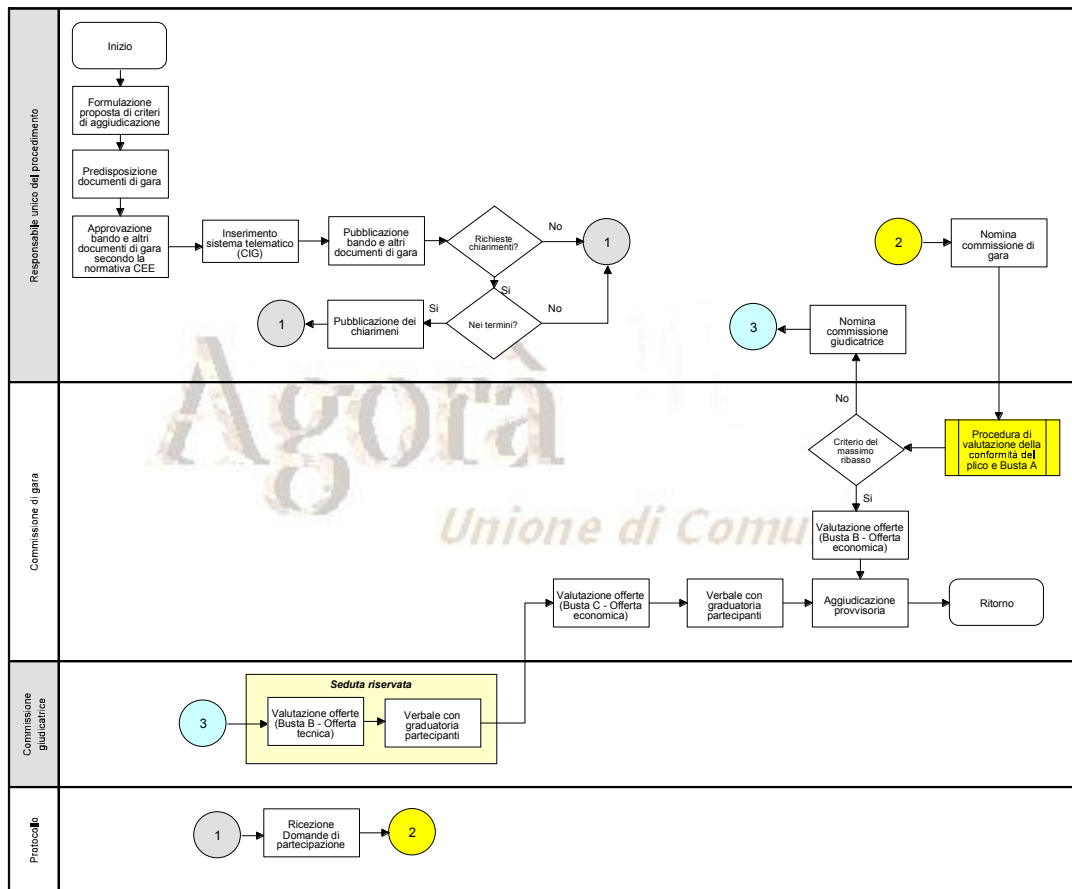 Responsabile unico del procedimento
Inizio
Formulazione
proposta di criteri
di aggiudicazione
Predisposizione
documenti di gara
Approvazione
bando e altri
documenti di gara
secondo la
normativa CEE
Inserimento
sistema telematico
(CIG)
Pubblicazione
bando e altri
documenti di gara
Richieste
chiarimenti?
No
1
Si
Nei termini?
No
Si
Pubblicazione dei
chiarimeni
1
2
Nomina
commissione di
gara
Nomina
commissione
giudicatrice
3
Commissione di gara
No
Criterio del
massimo
ribasso
Si
Procedura di
valutazione della
conformità del
plico e Busta A
Valutazione offerte
(Busta B - Offerta
economica)
Valutazione offerte
(Busta C - Offerta
economica)
Verbale con
graduatoria
partecipanti
Aggiudicazione
provvisoria
Ritorno
Agorà
Unione di Comu
Commissione
giudicatrice
3
Seduta riservata
Valutazione offerte
(Busta B - Offerta
tecnica)
Verbale con
graduatoria
partecipanti
Protocollo
1
Ricezione
Domande di
partecipazione
2